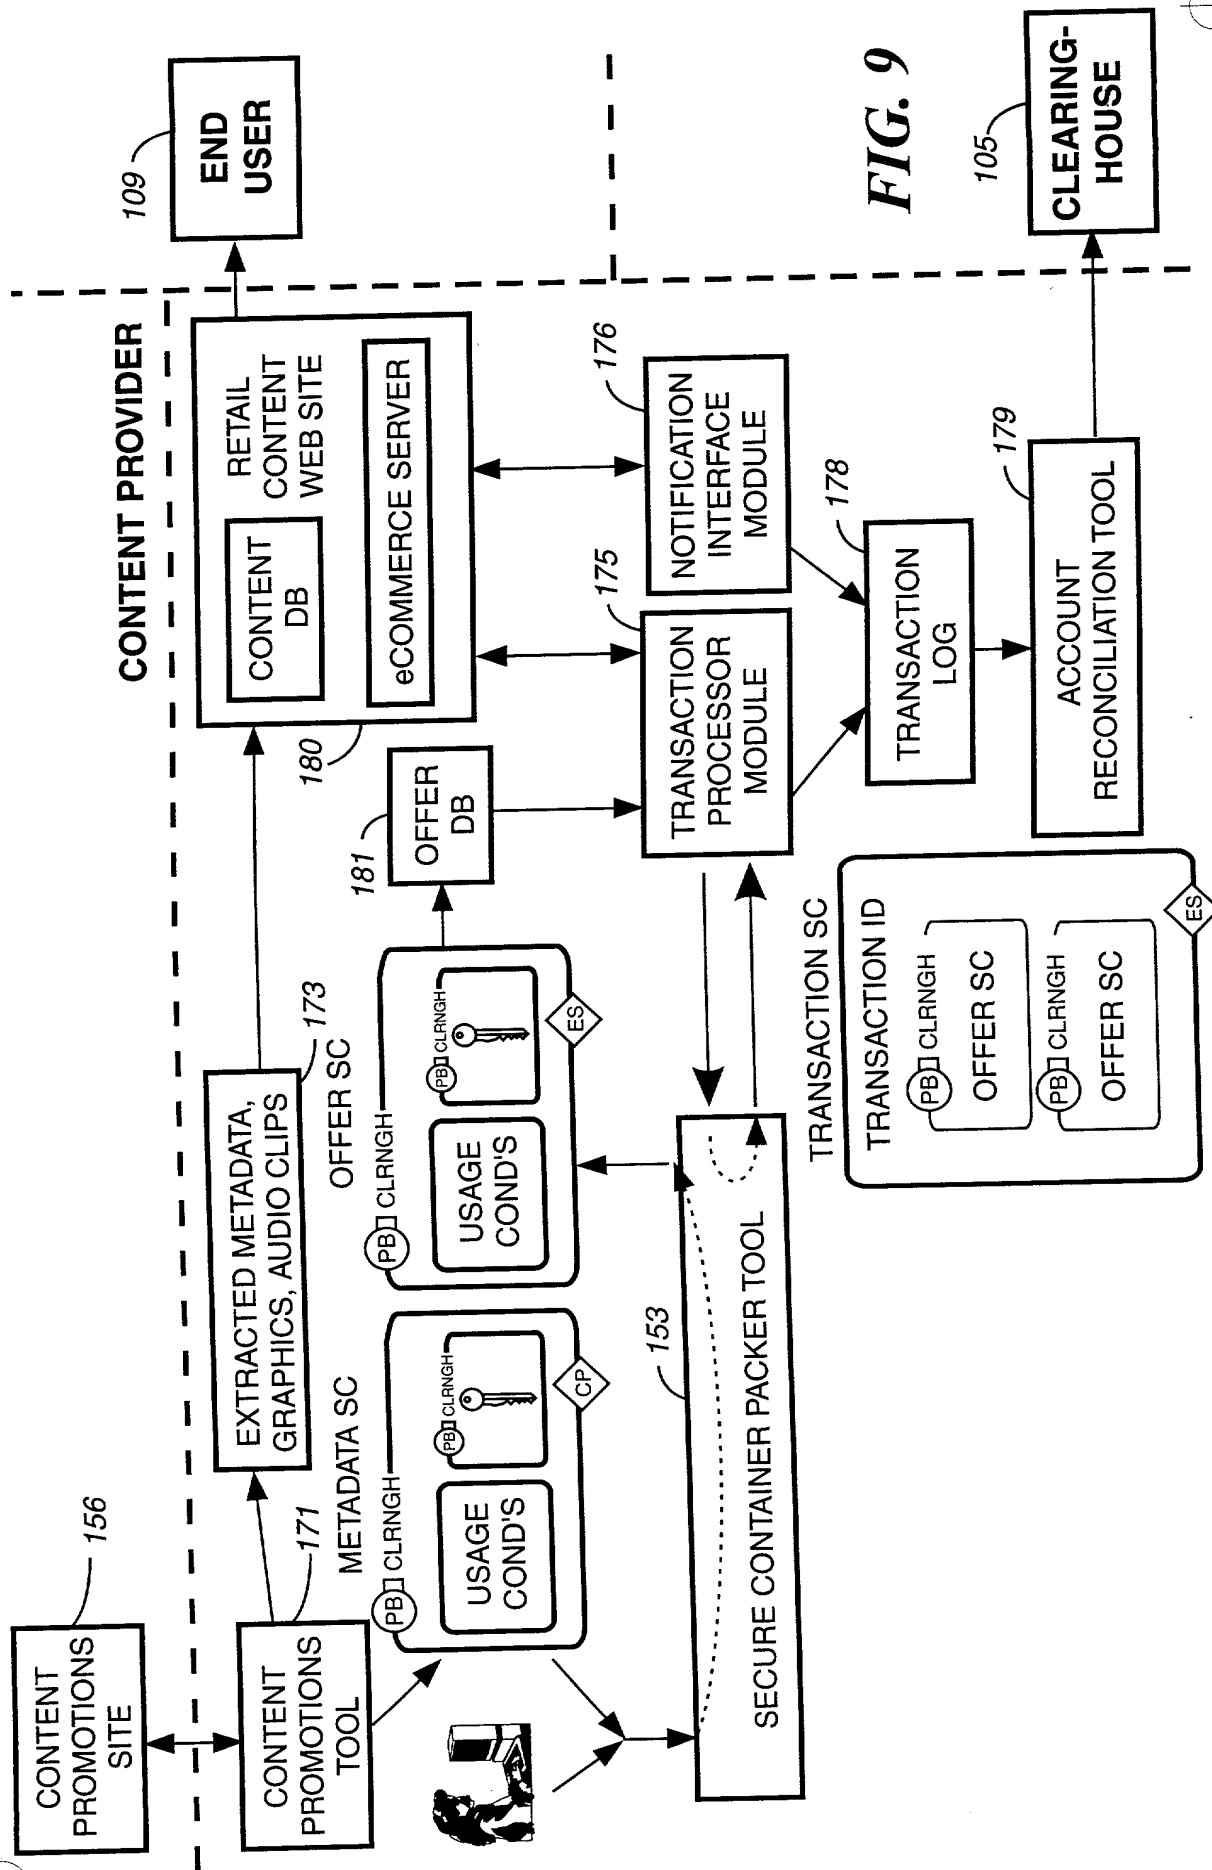 CONTENT
PROMOTIONS
SITE
156
CONTENT PROVIDER
END
USER
109
CONTENT
PROMOTIONS
TOOL
171
EXTRACTED METADATA,
GRAPHICS, AUDIO CLIPS
173
CONTENT
DB
RETAIL
CONTENT
WEB SITE
eCOMMERCE SERVER
180
METADATA SC
PB CLRNGH
USAGE
COND'S
PB CLRNGH
CP
OFFER SC
PB CLRNGH
USAGE
COND'S
PB CLRNGH
ES
OFFER
DB
181
153
SECURE CONTAINER PACKER TOOL
TRANSACTION
PROCESSOR
MODULE
175
NOTIFICATION
INTERFACE
MODULE
176
TRANSACTION SC
TRANSACTION ID
PB CLRNGH
OFFER SC
PB CLRNGH
OFFER SC
ES
TRANSACTION
LOG
178
ACCOUNT
RECONCILIATION TOOL
179
CLEARING-
HOUSE
105
FIG. 9